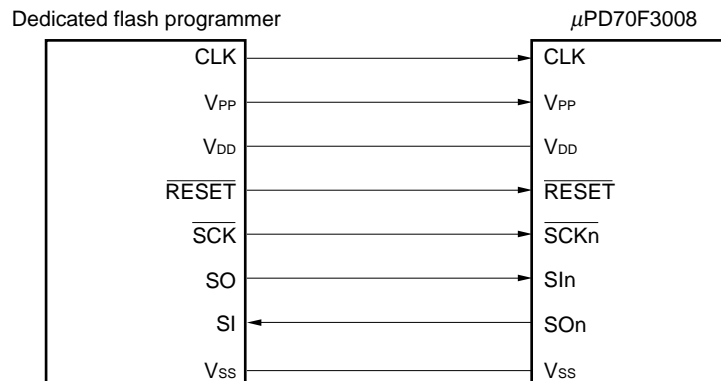 Dedicated flash programmer μPD70F3008
CLK CLK
VPP VPP
VDD VDD
RESET RESET
SCK SCKn
SO SIn
SI SOn
VSS VSS